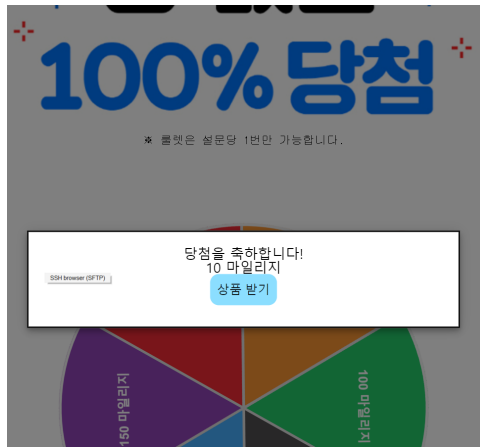 100% 당첨
※ 룰렛은 설문당 1번만 가능합니다.
당첨을 축하합니다!
10 마일리지
SSH browser (SFTP)
상품 받기
150 마일리지
100 마일리지